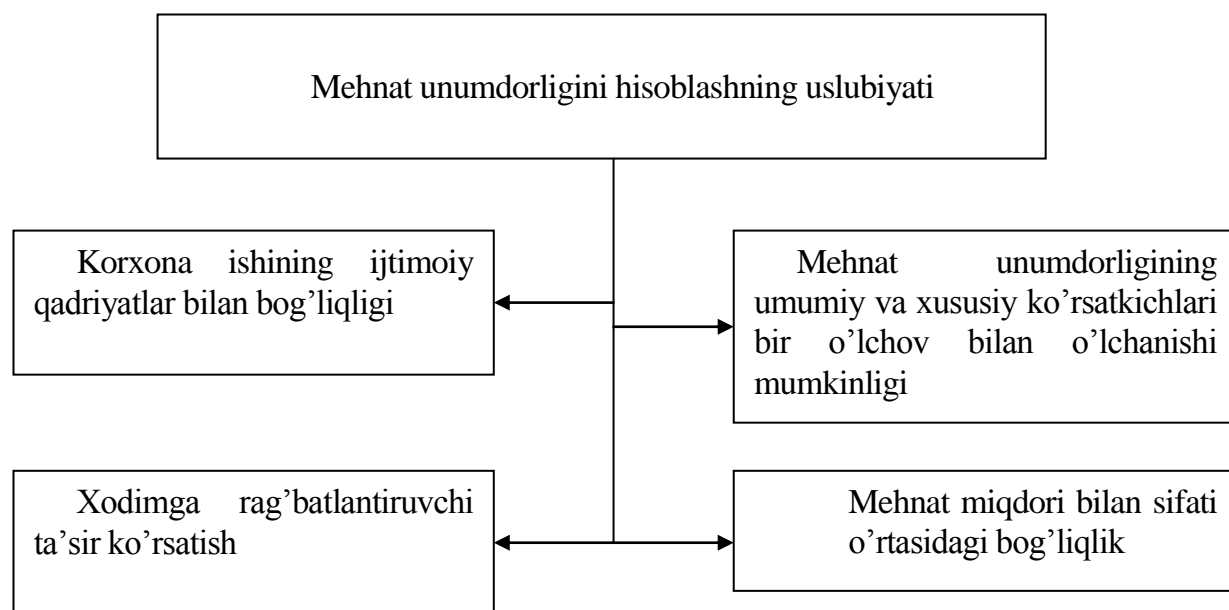 Mehnat unumdorligini hisoblashning uslubiyati
Korxona ishining ijtimoiy
qadriyatlar bilan bog’liqligi
Mehnat unumdorligining
umumiy va xususiy ko’rsatkichlari
bir o’lchov bilan o’lchanishi
mumkinligi
Xodimga rag’batlantiruvchi
ta’sir ko’rsatish
Mehnat miqdori bilan sifati
o’rtasidagi bog’liqlik